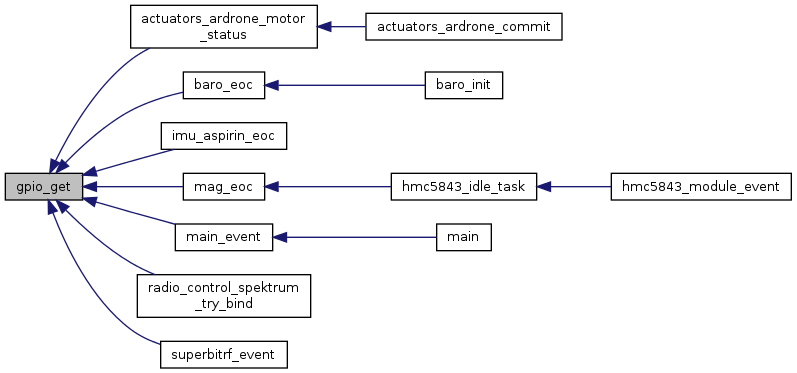 actuators_ardrone_motor
_status
actuators_ardrone_commit
baro_eoc
baro_init
imu_aspirin_eoc
gpio_get
mag_eoc
hmc5843_idle_task
hmc5843_module_event
main_event
main
radio_control_spektrum
_try_bind
superbitrf_event